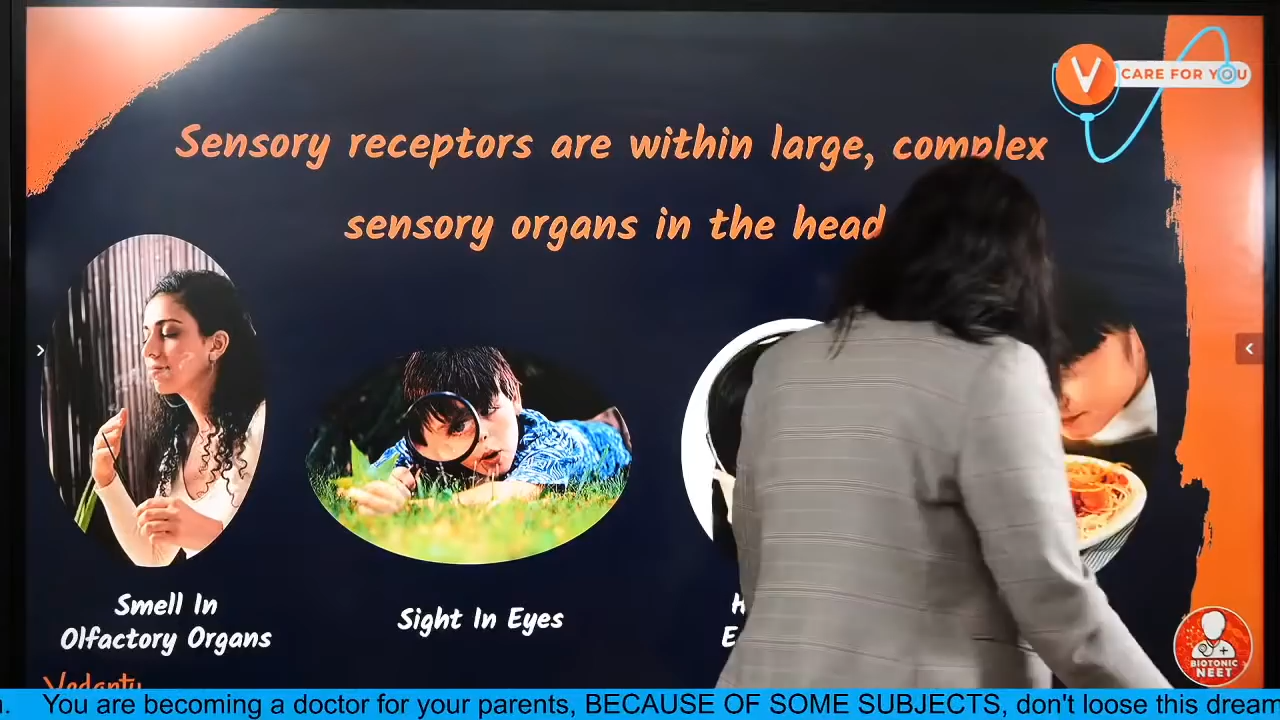 CARE FOR YOU
Sensory receptors are within large, complex
sensory organs in the head
Smell In
Olfactory Organs
Sight In Eyes
BIOTONIC
NEET
You are becoming a doctor for your parents, BECAUSE OF SOME SUBJECTS, don't loose this dream